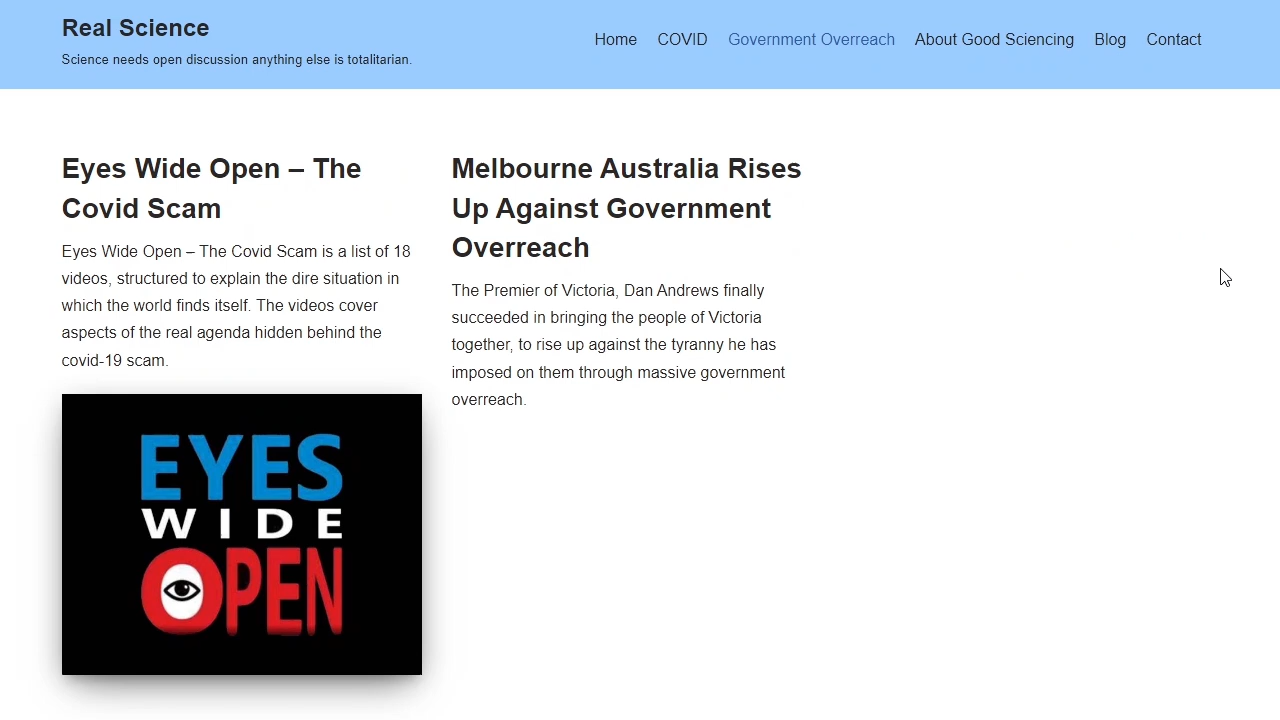 Real Science
Science needs open discussion anything else is totalitarian.
Home COVID Government Overreach About Good Sciencing Blog Contact
Eyes Wide Open – The
Covid Scam
Eyes Wide Open – The Covid Scam is a list of 18
videos, structured to explain the dire situation in
which the world finds itself. The videos cover
aspects of the real agenda hidden behind the
covid-19 scam.
EYES
WIDE
OPEN
Melbourne Australia Rises
Up Against Government
Overreach
The Premier of Victoria, Dan Andrews finally
succeeded in bringing the people of Victoria
together, to rise up against the tyranny he has
imposed on them through massive government
overreach.